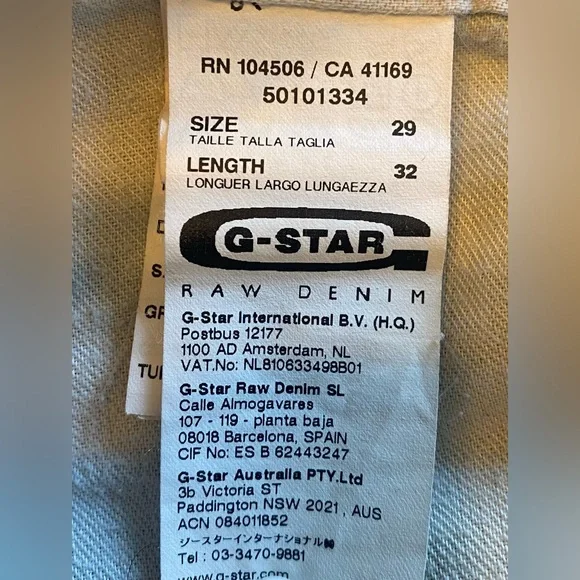 RN 104506 / CA 41169
50101334
SIZE 29
TAILLE TALLA TAGLIA
LENGTH 32
LONGUER LARGO LUNGAEZZA
G-STAR
RAW DENIM
G-Star International B.V. (H.Q.)
Postbus 12177
1100 AD Amsterdam, NL
VAT.No: NL810633498B01
G-Star Raw Denim SL
Calle Almogavares
107 - 119 - planta baja
08018 Barcelona, SPAIN
CIF No: ES B 62443247
G-Star Australia PTY.Ltd
3b Victoria ST
Paddington NSW 2021, AUS
ACN 084011852
ジースターインターナショナル㈱
Tel : 03-3470-9881
www.g-star.com